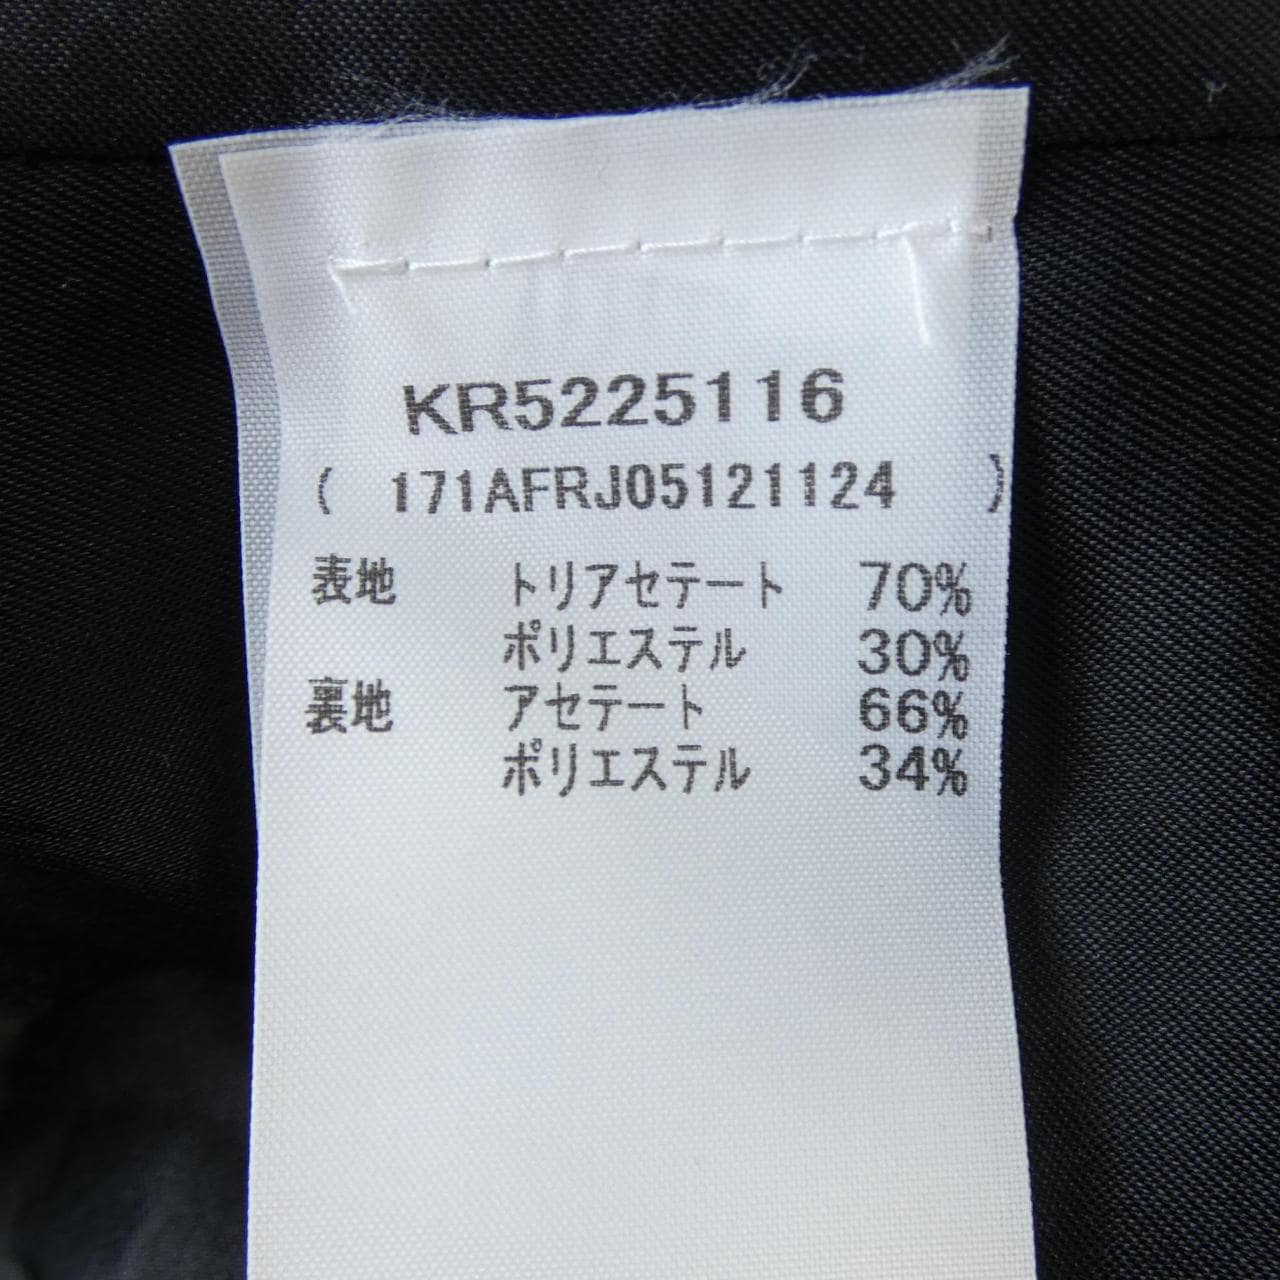 KR5225116
( 171AFRJ05121124 )
表地 トリアセテート 70%
ポリエステル 30%
裏地 アセテート 66%
ポリエステル 34%